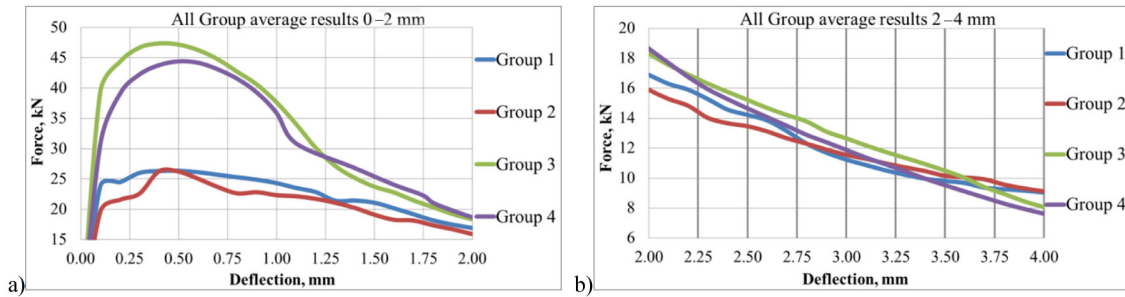 All Group average results 0–2 mm
50
45
40
35
30
25
20
15
Force, kN
0.00 0.25 0.50 0.75 1.00 1.25 1.50 1.75 2.00
Deflection, mm
Group 1
Group 2
Group 3
Group 4
a)
All Group average results 2–4 mm
20
18
16
14
12
10
8
6
Force, kN
2.00 2.25 2.50 2.75 3.00 3.25 3.50 3.75 4.00
Deflection, mm
Group 1
Group 2
Group 3
Group 4
b)